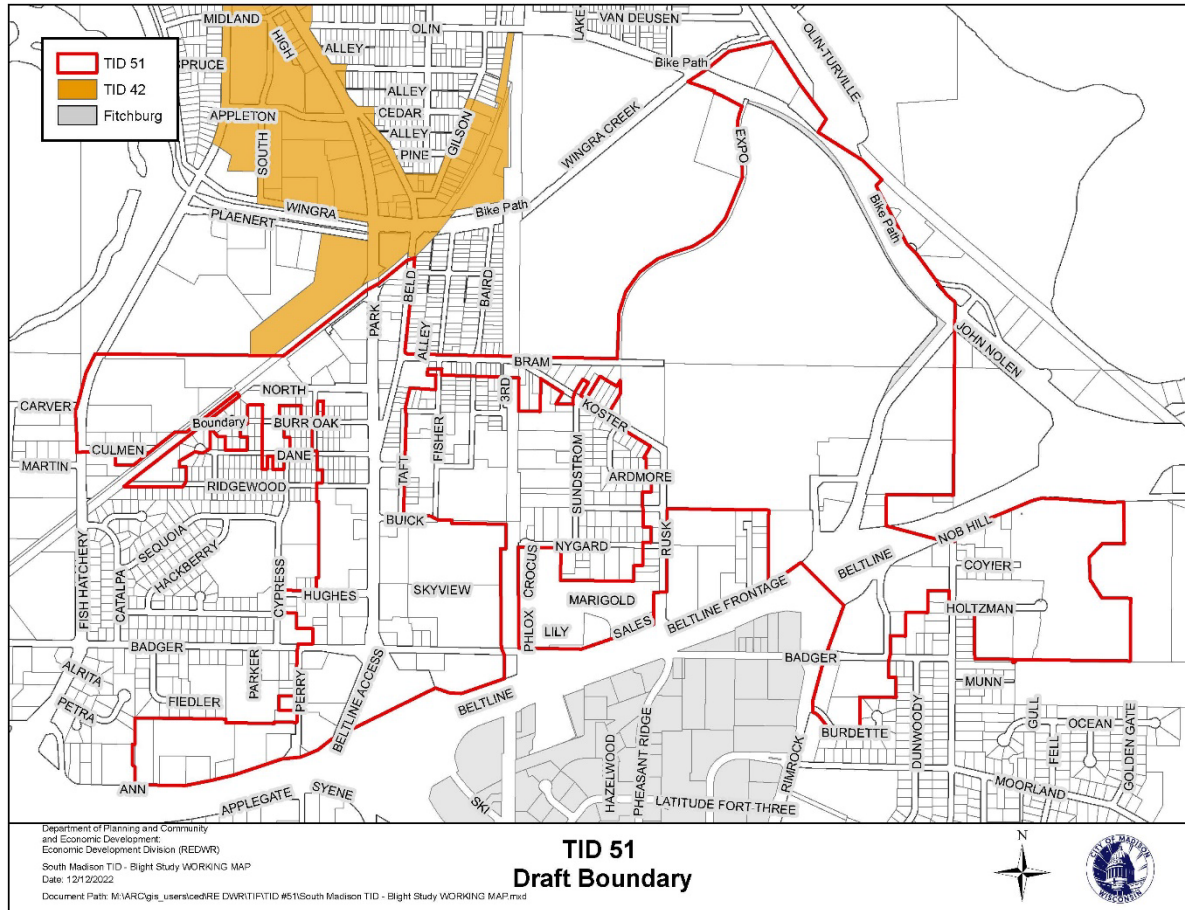 MIDLAND
HIGH
OLIN
LAKE-
VAN DEUSEN
OLIN-TURVILLE
TID 51
TID 42
Fitchburg
SPRUCE
ALLEY
Bike Path
ALLEY
APPLETON
CEDAR
GILSON
ALLEY
SOUTH
PINE
WINGRA CREEK
EXPO
WINGRA
PLAENERT
Bike Path
Bike Path
BELD
BAIRD
PARK
ALLEY
JOHN NOLEN
BRAM
CARVER
NORTH
3RD
KOSTER
Boundary
BURR OAK
FISHER
CULMEN
MARTIN
DANE
SUNDSTROM
ARDMORE
RIDGEWOOD
TAFT
BUICK
SEQUOIA
HACKBERRY
NYGARD
RUSK
NOB HILL
FISH HATCHERY
CATALPA
CYPRESS
HUGHES
SKYVIEW
CROCUS
PHLOX
MARIGOLD
BELTLINE
COYIER
HOLTZMAN
LILY
SALES
BELTLINE FRONTAGE
BADGER
BADGER
ALRITA
PETRA
PARKER
FIEDLER
PERRY
BELTLINE ACCESS
BELTLINE
MUNN
BURDETTE
DUNWOODY
GULL
FELL
OCEAN
GOLDEN GATE
ANN
APPLEGATE
SYENE
SKI
HAZELWOOD
PHEASANT RIDGE
RIMROCK
LATITUDE FORT-THREE
MOORLAND
Department of Planning and Community
and Economic Development:
Economic Development Division (REDWR)
South Madison TID - Blight Study WORKING MAP
Date: 12/12/2022
Document Path: M:\ARC\gis_users\ced\RE DWR\TIF\TID #51\South Madison TID - Blight Study WORKING MAP.mxd
TID 51
Draft Boundary
N
CITY OF MADISON
WISCONSIN